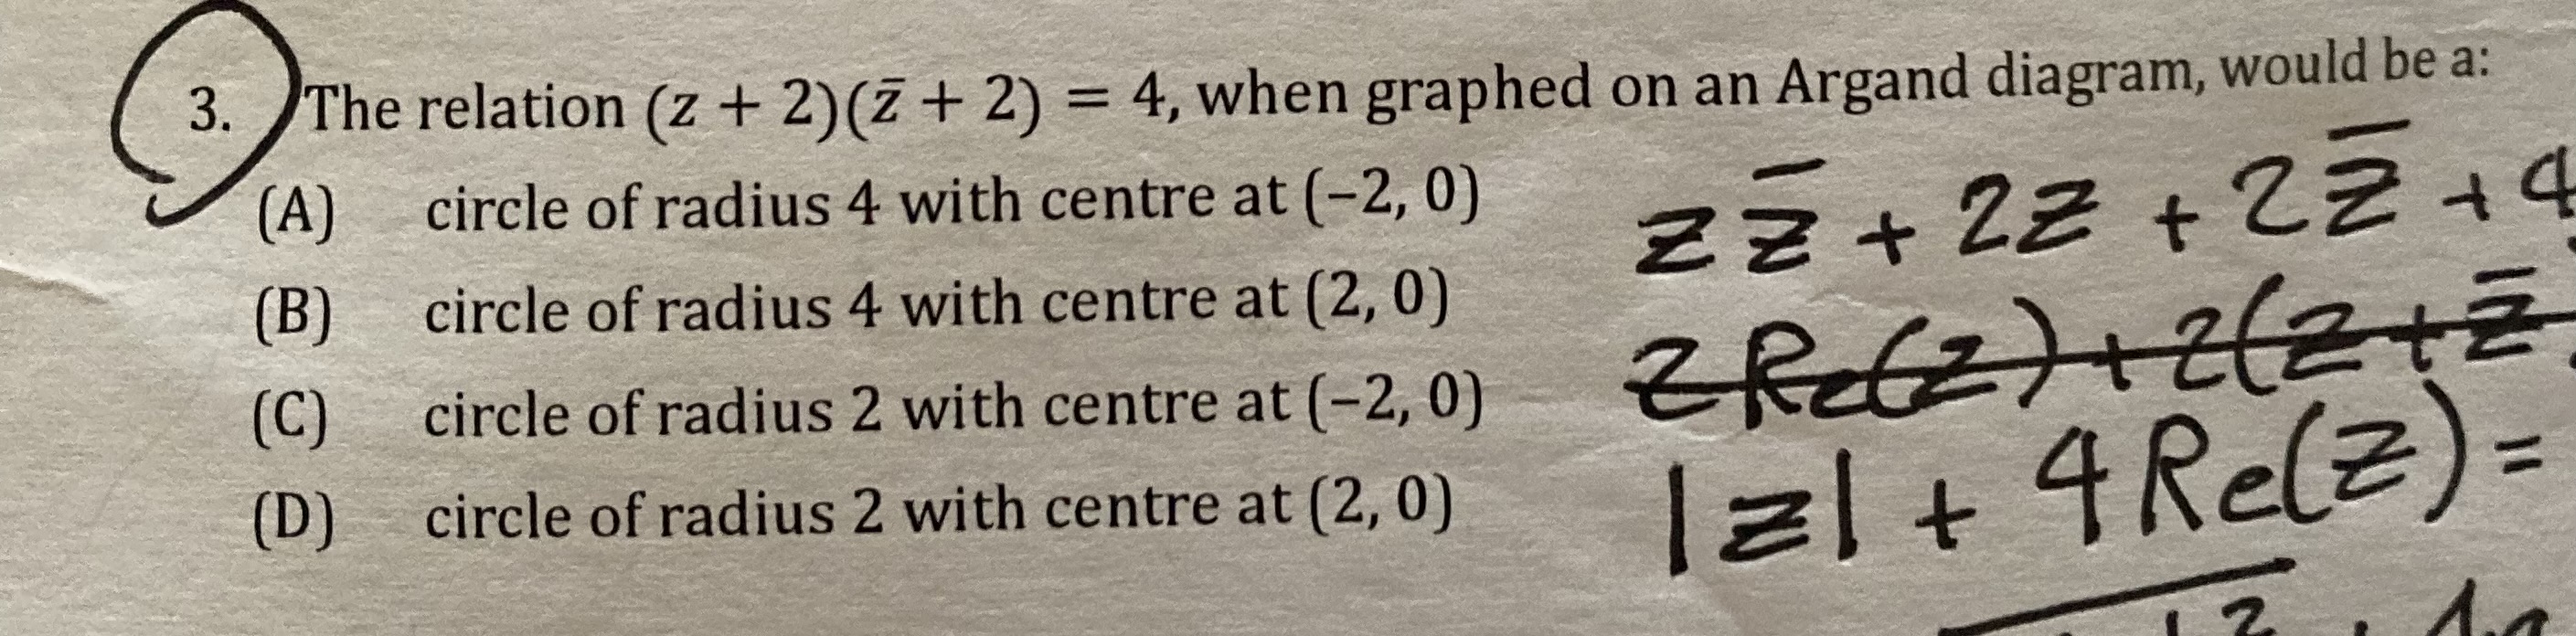 3. The relation (z + 2)(z̄ + 2) = 4, when graphed on an Argand diagram, would be a:
(A) circle of radius 4 with centre at (−2, 0)
(B) circle of radius 4 with centre at (2, 0)
(C) circle of radius 2 with centre at (−2, 0)
(D) circle of radius 2 with centre at (2, 0)
zz̄ + 2z + 2z̄ + 4
2Re(z) + 2(z + z̄
|z| + 4Re(z) =